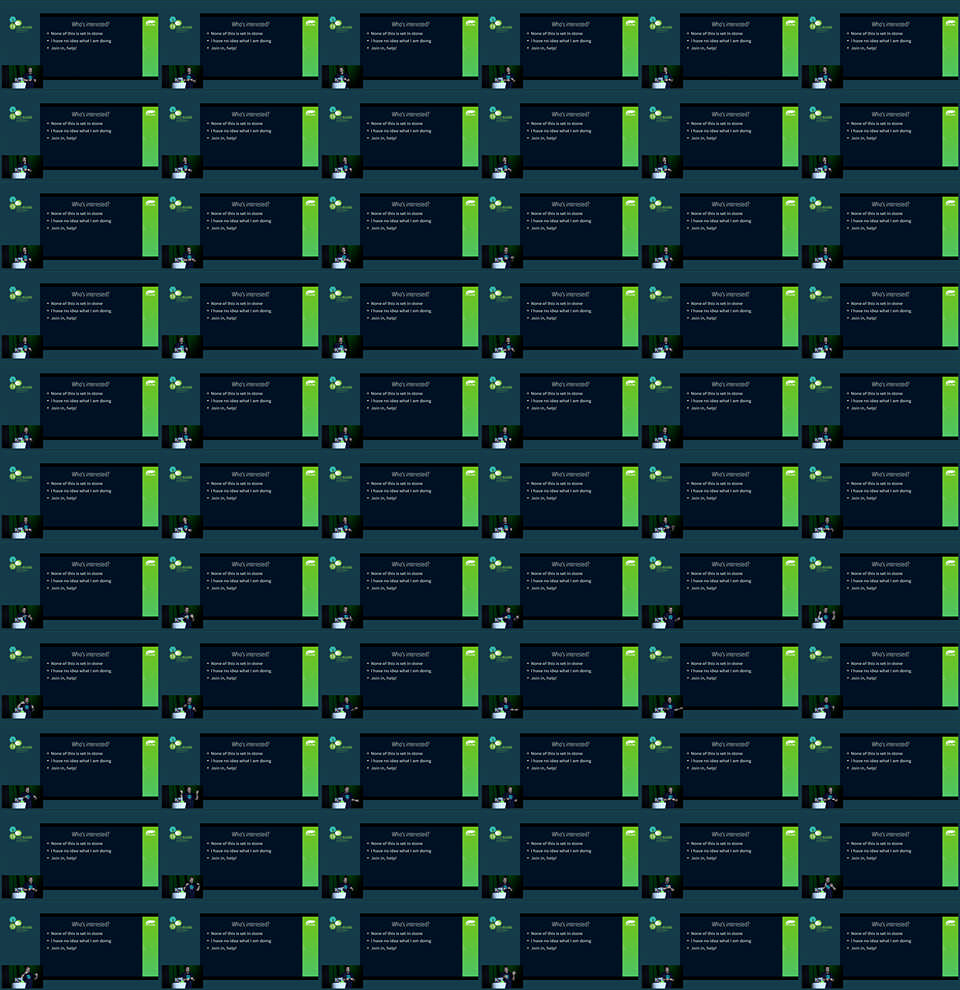 Who's interested?
None of this is set in stone
I have no idea what I am doing
Join in, help!